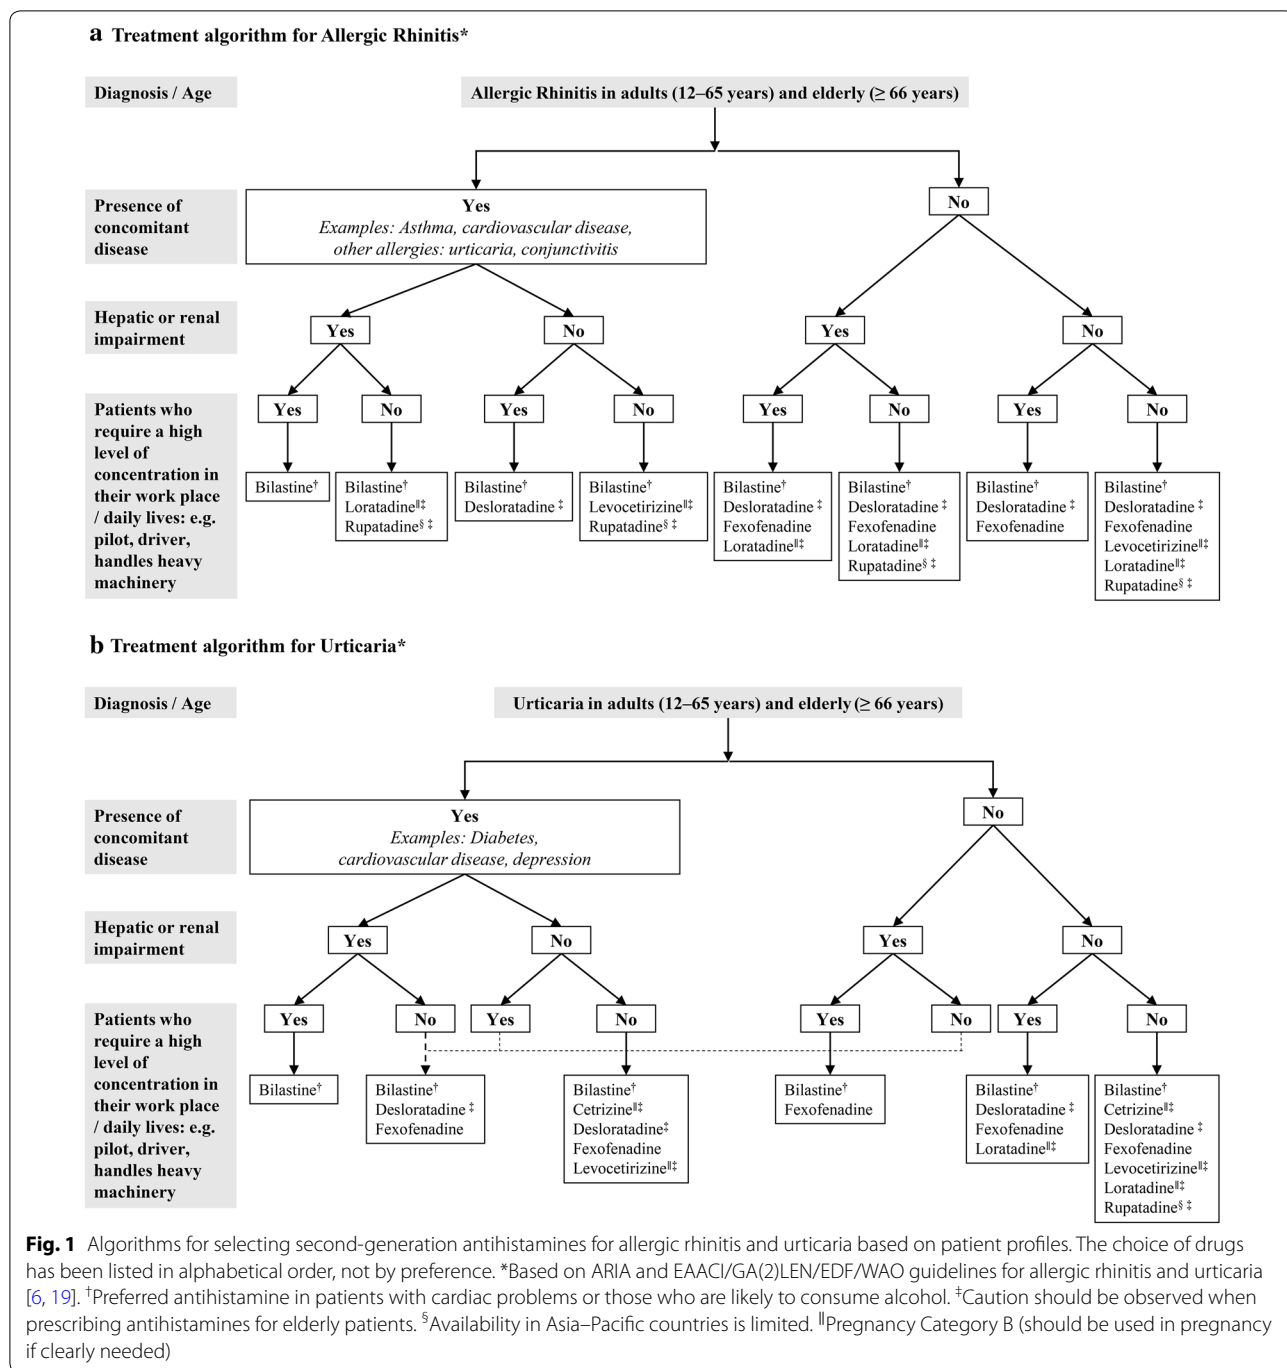 a Treatment algorithm for Allergic Rhinitis*
Diagnosis / Age
Allergic Rhinitis in adults (12–65 years) and elderly (≥ 66 years)
Presence of
concomitant
disease
Yes
Examples: Asthma, cardiovascular disease,
other allergies: urticaria, conjunctivitis
No
Hepatic or renal
impairment
Yes
No
Yes
No
Patients who
require a high
level of
concentration in
their work place
/ daily lives: e.g.
pilot, driver,
handles heavy
machinery
Yes
No
Yes
No
Yes
No
Yes
No
Bilastine†
Bilastine†
Loratadine‖‡
Rupatadine§ ‡
Bilastine†
Desloratadine ‡
Bilastine†
Levocetirizine‖‡
Rupatadine§ ‡
Bilastine†
Desloratadine ‡
Fexofenadine
Loratadine‖‡
Bilastine†
Desloratadine ‡
Fexofenadine
Loratadine‖‡
Rupatadine§ ‡
Bilastine†
Desloratadine ‡
Fexofenadine
Bilastine†
Desloratadine ‡
Fexofenadine
Levocetirizine‖‡
Loratadine‖‡
Rupatadine§ ‡
b Treatment algorithm for Urticaria*
Diagnosis / Age
Urticaria in adults (12–65 years) and elderly (≥ 66 years)
Presence of
concomitant
disease
Yes
Examples: Diabetes,
cardiovascular disease, depression
No
Hepatic or renal
impairment
Yes
No
Yes
No
Patients who
require a high
level of
concentration in
their work place
/ daily lives: e.g.
pilot, driver,
handles heavy
machinery
Yes
No
Yes
No
Yes
No
Yes
No
Bilastine†
Bilastine†
Desloratadine ‡
Fexofenadine
Bilastine†
Cetrizine‖‡
Desloratadine‡
Fexofenadine
Levocetirizine‖‡
Bilastine†
Fexofenadine
Bilastine†
Desloratadine ‡
Fexofenadine
Loratadine‖‡
Bilastine†
Cetrizine‖‡
Desloratadine ‡
Fexofenadine
Levocetirizine‖‡
Loratadine‖‡
Rupatadine§ ‡
Fig. 1 Algorithms for selecting second-generation antihistamines for allergic rhinitis and urticaria based on patient profiles. The choice of drugs
has been listed in alphabetical order, not by preference. *Based on ARIA and EAACI/GA(2)LEN/EDF/WAO guidelines for allergic rhinitis and urticaria
[6, 19]. †Preferred antihistamine in patients with cardiac problems or those who are likely to consume alcohol. ‡Caution should be observed when
prescribing antihistamines for elderly patients. §Availability in Asia–Pacific countries is limited. ‖Pregnancy Category B (should be used in pregnancy
if clearly needed)